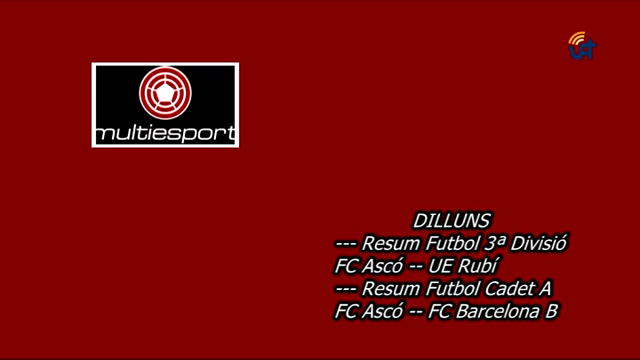 multiesport
DILLUNS
--- Resum Futbol 3ª Divisió
FC Ascó -- UE Rubí
--- Resum Futbol Cadet A
FC Ascó -- FC Barcelona B